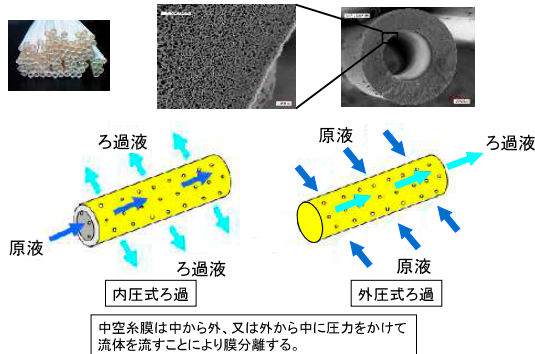 原液
ろ過液
ろ過液
原液
ろ過液
原液
ろ過液
内圧式ろ過
外圧式ろ過
中空糸膜は中から外、又は外から中に圧力をかけて
流体を流すことにより膜分離する。